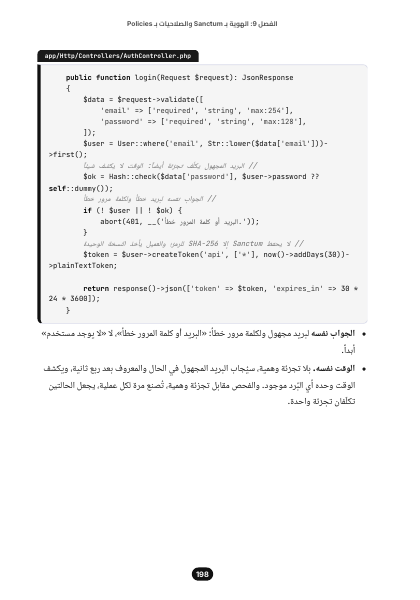 الفصل 9: الهوية بـ Sanctum والصلاحيات بـ Policies
app/Http/Controllers/AuthController.php
public function login(Request $request): JsonResponse
{
$data = $request->validate([
'email' => ['required', 'string', 'max:254'],
'password' => ['required', 'string', 'max:128'],
]);
$user = User::where('email', Str::lower($data['email']))-
>first();
// البريد المجهول يكلّف تجزئة أيضاً: الوقت لا يكشف شيئاً
$ok = Hash::check($data['password'], $user->password ??
self::dummy());
// الجواب نفسه لبريد خطأ ولكلمة مرور خطأ
if (! $user || ! $ok) {
abort(401, __('البريد أو كلمة المرور خطأ.'));
}
// لا يحفظ Sanctum إلا SHA-256 الرمز، والعميل يأخذ النسخة الوحيدة
$token = $user->createToken('api', ['*'], now()->addDays(30))-
>plainTextToken;
return response()->json(['token' => $token, 'expires_in' => 30 *
24 * 3600]);
}
• الجواب نفسه لبريد مجهول ولكلمة مرور خطأ: «البريد أو كلمة المرور خطأ»، لا «لا يوجد مستخدم»
أبداً.
• الوقت نفسه. بلا تجزئة وهمية، سيُجاب البريد المجهول في الحال والمعروف بعد ربع ثانية، ويكشف
الوقت وحده أي البُرد موجود. والفحص مقابل تجزئة وهمية، تُصنع مرة لكل عملية، يجعل الحالتين
تكلّفان تجزئة واحدة.
198